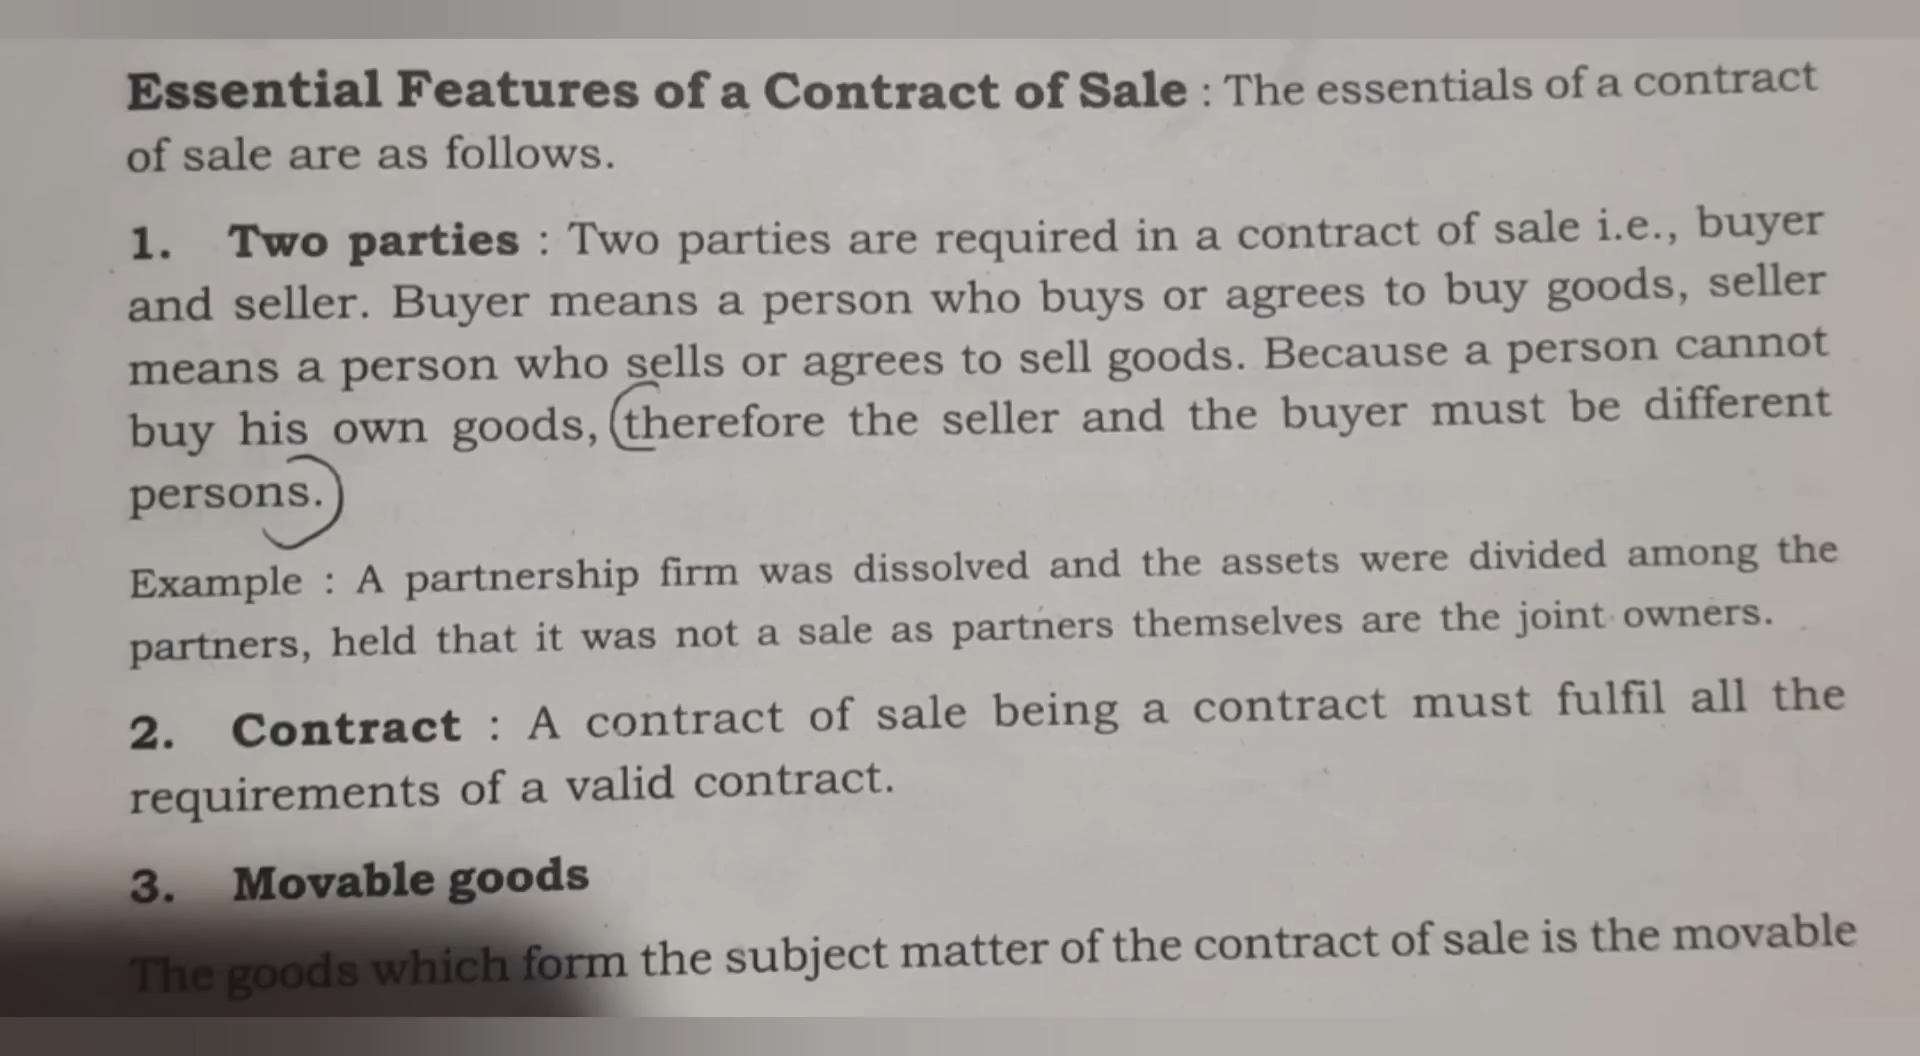 Essential Features of a Contract of Sale : The essentials of a contract
of sale are as follows.
1. Two parties : Two parties are required in a contract of sale i.e., buyer
and seller. Buyer means a person who buys or agrees to buy goods, seller
means a person who sells or agrees to sell goods. Because a person cannot
buy his own goods, therefore the seller and the buyer must be different
persons.
Example : A partnership firm was dissolved and the assets were divided among the
partners, held that it was not a sale as partners themselves are the joint owners.
2. Contract : A contract of sale being a contract must fulfil all the
requirements of a valid contract.
3. Movable goods
The goods which form the subject matter of the contract of sale is the movable